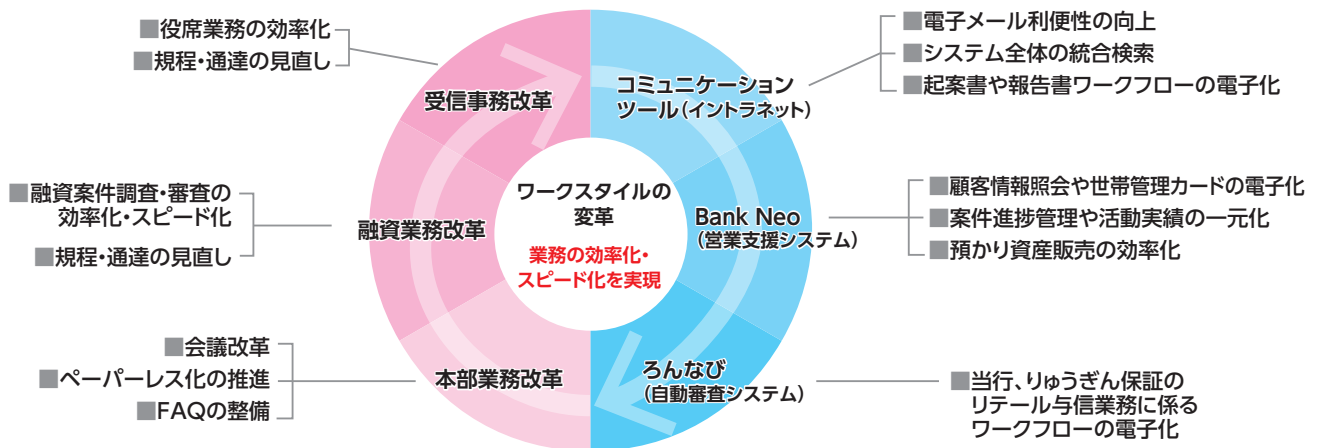 ■役席業務の効率化
■規程・通達の見直し
受信事務改革
■融資案件調査・審査の
効率化・スピード化
■規程・通達の見直し
融資業務改革
■会議改革
■ペーパーレス化の推進
■FAQの整備
本部業務改革
ワークスタイルの
変革
業務の効率化・
スピード化を実現
コミュニケーション
ツール(イントラネット)
■電子メール利便性の向上
■システム全体の統合検索
■起案書や報告書ワークフローの電子化
Bank Neo
(営業支援システム)
■顧客情報照会や世帯管理カードの電子化
■案件進捗管理や活動実績の一元化
■預かり資産販売の効率化
ろんなび
(自動審査システム)
■当行、りゅうぎん保証の
リテール与信業務に係る
ワークフローの電子化